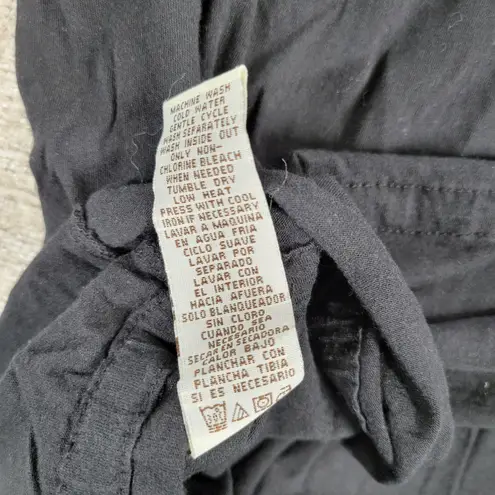 MACHINE WASH
COLD WATER
GENTLE CYCLE
WASH SEPARATELY
WASH INSIDE OUT
ONLY NON-
CHLORINE BLEACH
WHEN NEEDED
TUMBLE DRY
LOW HEAT
PRESS WITH COOL
IRON IF NECESSARY
LAVAR A MAQUINA
EN AGUA FRIA
CICLO SUAVE
LAVAR POR
SEPARADO
LAVAR CON
EL INTERIOR
HACIA AFUERA
SOLO BLANQUEADOR
SIN CLORO
CUANDO SEA
NECESARIO
SECAR EN SECADORA
CALOR BAJO
PLANCHAR CON
PLANCHA TIBIA
SI ES NECESARIO
30